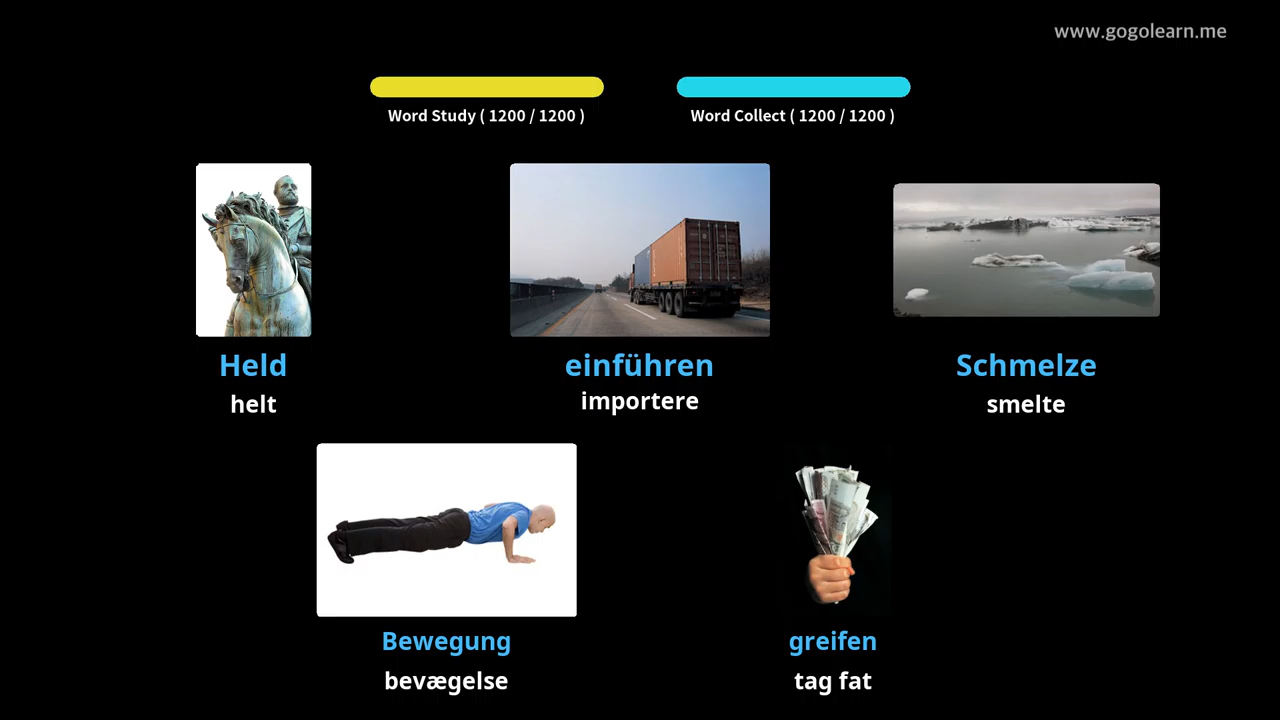 www.gogolearn.me
Word Study ( 1200 / 1200 )
Word Collect ( 1200 / 1200 )
Held
helt
einführen
importere
Schmelze
smelte
Bewegung
bevægelse
greifen
tag fat